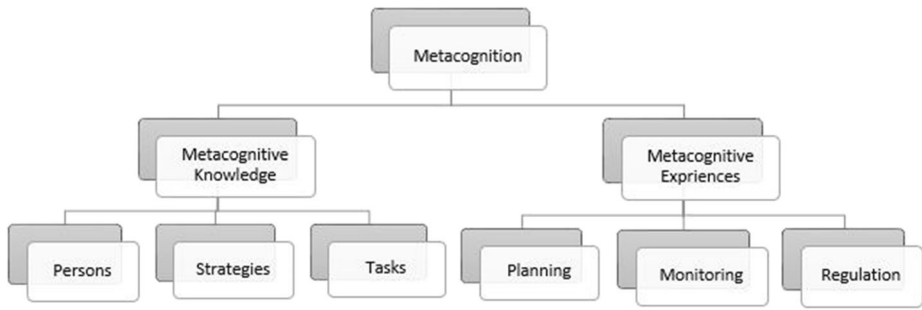 Metacognition
Metacognitive
Knowledge
Metacognitive
Expriences
Persons
Strategies
Tasks
Planning
Monitoring
Regulation